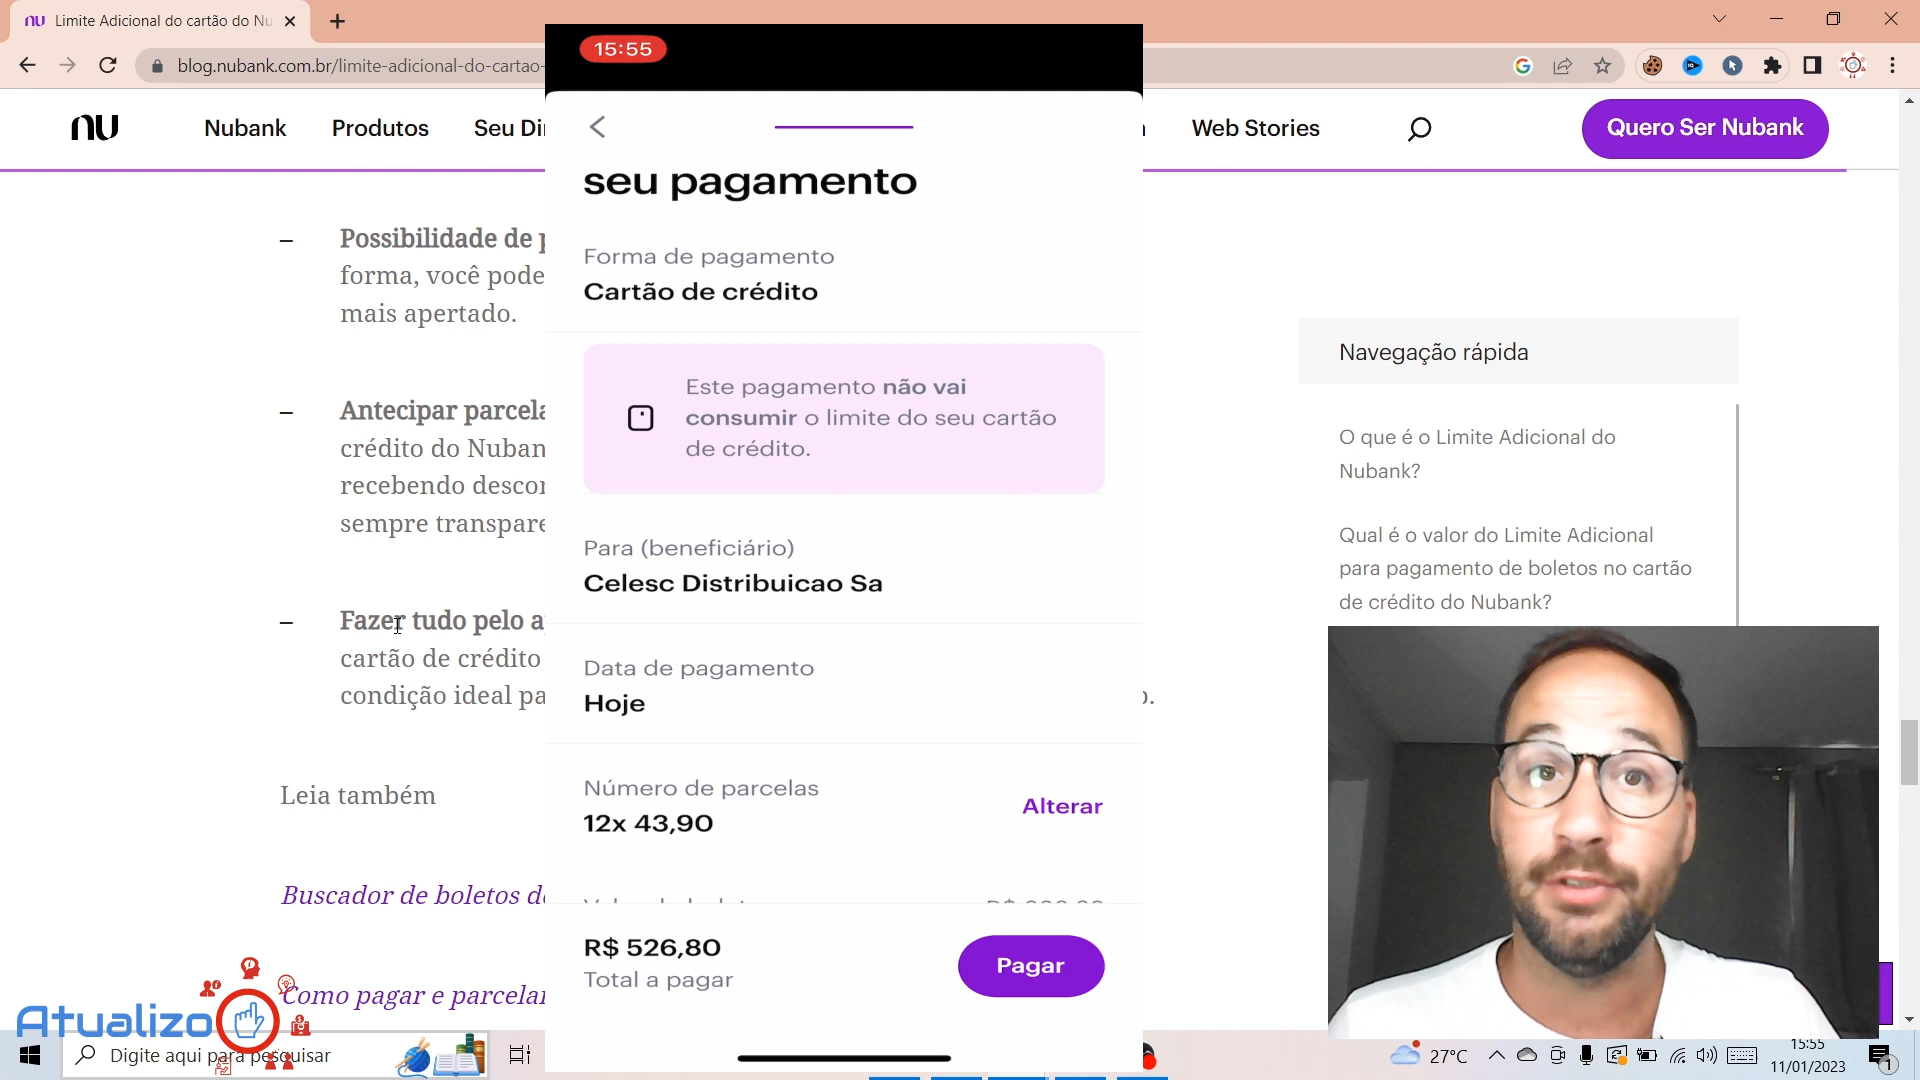 Limite Adicional do cartão do Nu
blog.nubank.com.br/limite-adicional-do-cartao-
nu
Nubank
Produtos
Seu Di
Web Stories
Quero Ser Nubank
Possibilidade de p
forma, você pode
mais apertado.
Antecipar parcela
crédito do Nuban
recebendo descon
sempre transpare
Fazer tudo pelo a
cartão de crédito
condição ideal pa
o.
Leia também
Buscador de boletos d
Como pagar e parcelar
15:55
seu pagamento
Forma de pagamento
Cartão de crédito
Este pagamento não vai
consumir o limite do seu cartão
de crédito.
Para (beneficiário)
Celesc Distribuicao Sa
Data de pagamento
Hoje
Número de parcelas
12x 43,90
Alterar
R$ 526,80
Total a pagar
Pagar
Navegação rápida
O que é o Limite Adicional do
Nubank?
Qual é o valor do Limite Adicional
para pagamento de boletos no cartão
de crédito do Nubank?
Atualizo
Digite aqui para pesquisar
27°C
15:55
11/01/2023
1